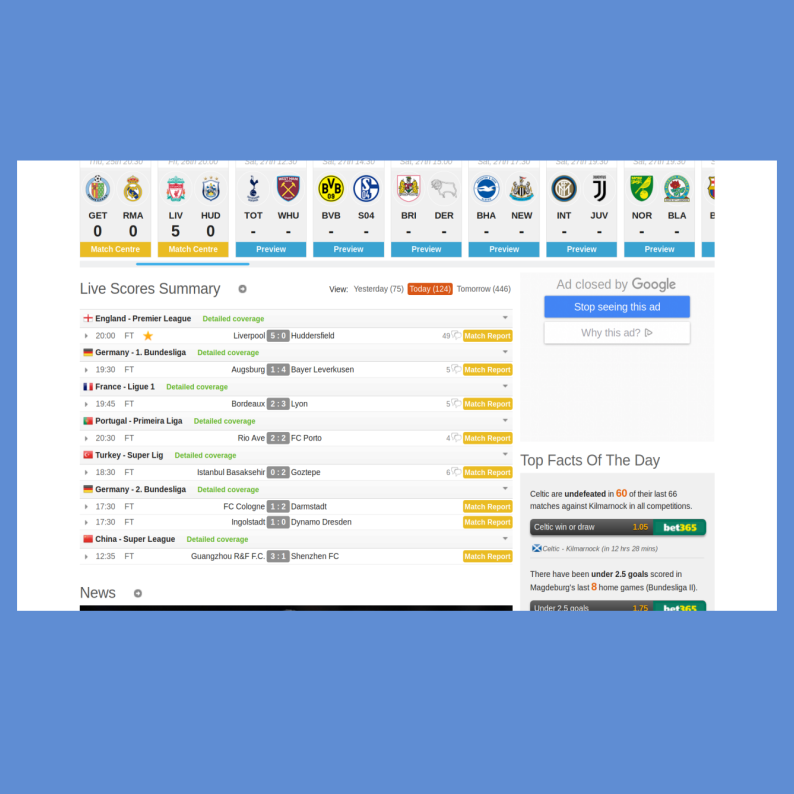 Thu, 25th 20:30 Fri, 26th 20:00 Sat, 27th 12:30 Sat, 27th 14:30 Sat, 27th 15:00 Sat, 27th 17:30 Sat, 27th 19:30 Sat, 27th 19:30
GET RMA LIV HUD TOT WHU BVB S04 BRI DER BHA NEW INT JUV NOR BLA B
0 0 5 0 - - - - - - - - - - - -
Match Centre Match Centre Preview Preview Preview Preview Preview Preview
Live Scores Summary
View: Yesterday (75) Today (124) Tomorrow (446)
England - Premier League Detailed coverage
20:00 FT Liverpool 5 : 0 Huddersfield 49 Match Report
Germany - 1. Bundesliga Detailed coverage
19:30 FT Augsburg 1 : 4 Bayer Leverkusen 5 Match Report
France - Ligue 1 Detailed coverage
19:45 FT Bordeaux 2 : 3 Lyon 5 Match Report
Portugal - Primeira Liga Detailed coverage
20:30 FT Rio Ave 2 : 2 FC Porto 4 Match Report
Turkey - Super Lig Detailed coverage
18:30 FT Istanbul Basaksehir 0 : 2 Goztepe 6 Match Report
Germany - 2. Bundesliga Detailed coverage
17:30 FT FC Cologne 1 : 2 Darmstadt Match Report
17:30 FT Ingolstadt 1 : 0 Dynamo Dresden Match Report
China - Super League Detailed coverage
12:35 FT Guangzhou R&F F.C. 3 : 1 Shenzhen FC Match Report
News
Ad closed by Google
Stop seeing this ad
Why this ad?
Top Facts Of The Day
Celtic are undefeated in 60 of their last 66
matches against Kilmarnock in all competitions.
Celtic win or draw 1.05 bet365
Celtic - Kilmarnock (in 12 hrs 28 mins)
There have been under 2.5 goals scored in
Magdeburg's last 8 home games (Bundesliga II).
Under 2.5 goals 1.75 bet365